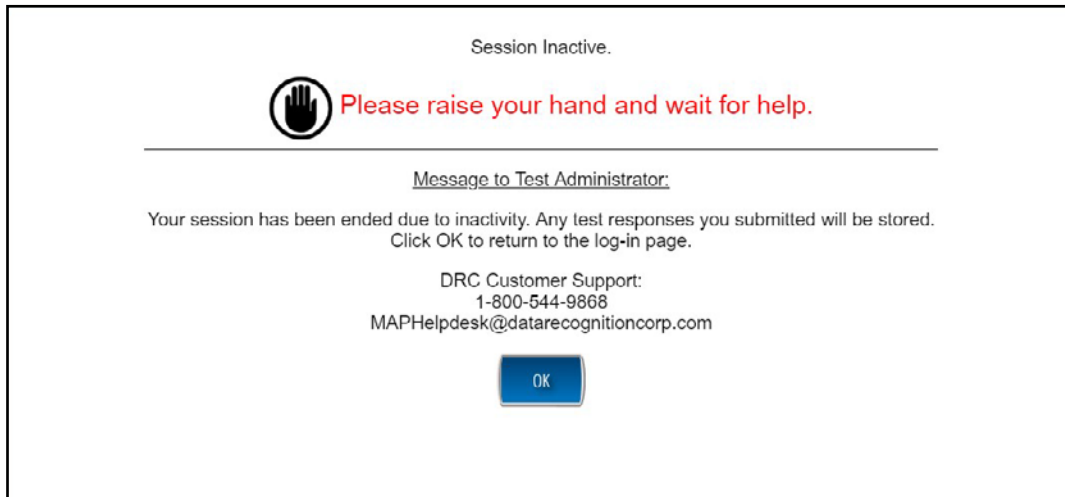 Session Inactive.
Please raise your hand and wait for help.
Message to Test Administrator:
Your session has been ended due to inactivity. Any test responses you submitted will be stored.
Click OK to return to the log-in page.
DRC Customer Support:
1-800-544-9868
MAPHelpdesk@datarecognitioncorp.com
OK